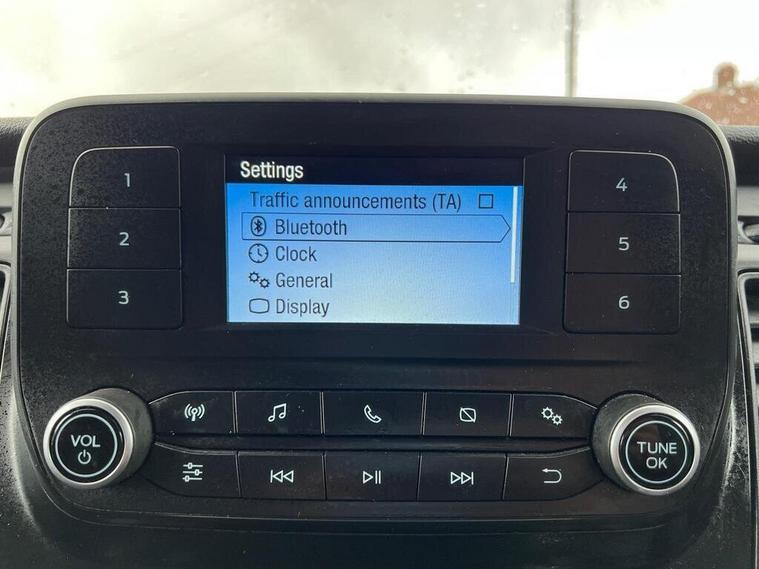 Settings
Traffic announcements (TA)
Bluetooth
Clock
General
Display
1
2
3
4
5
6
VOL
TUNE
OK